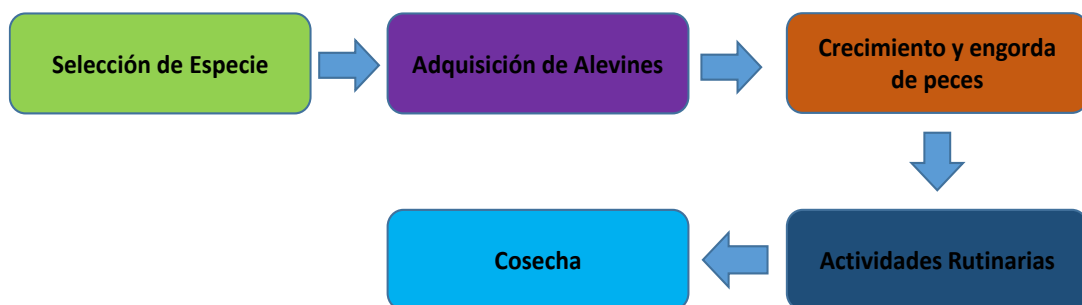 Selección de Especie
Adquisición de Alevines
Crecimiento y engorda
de peces
Actividades Rutinarias
Cosecha